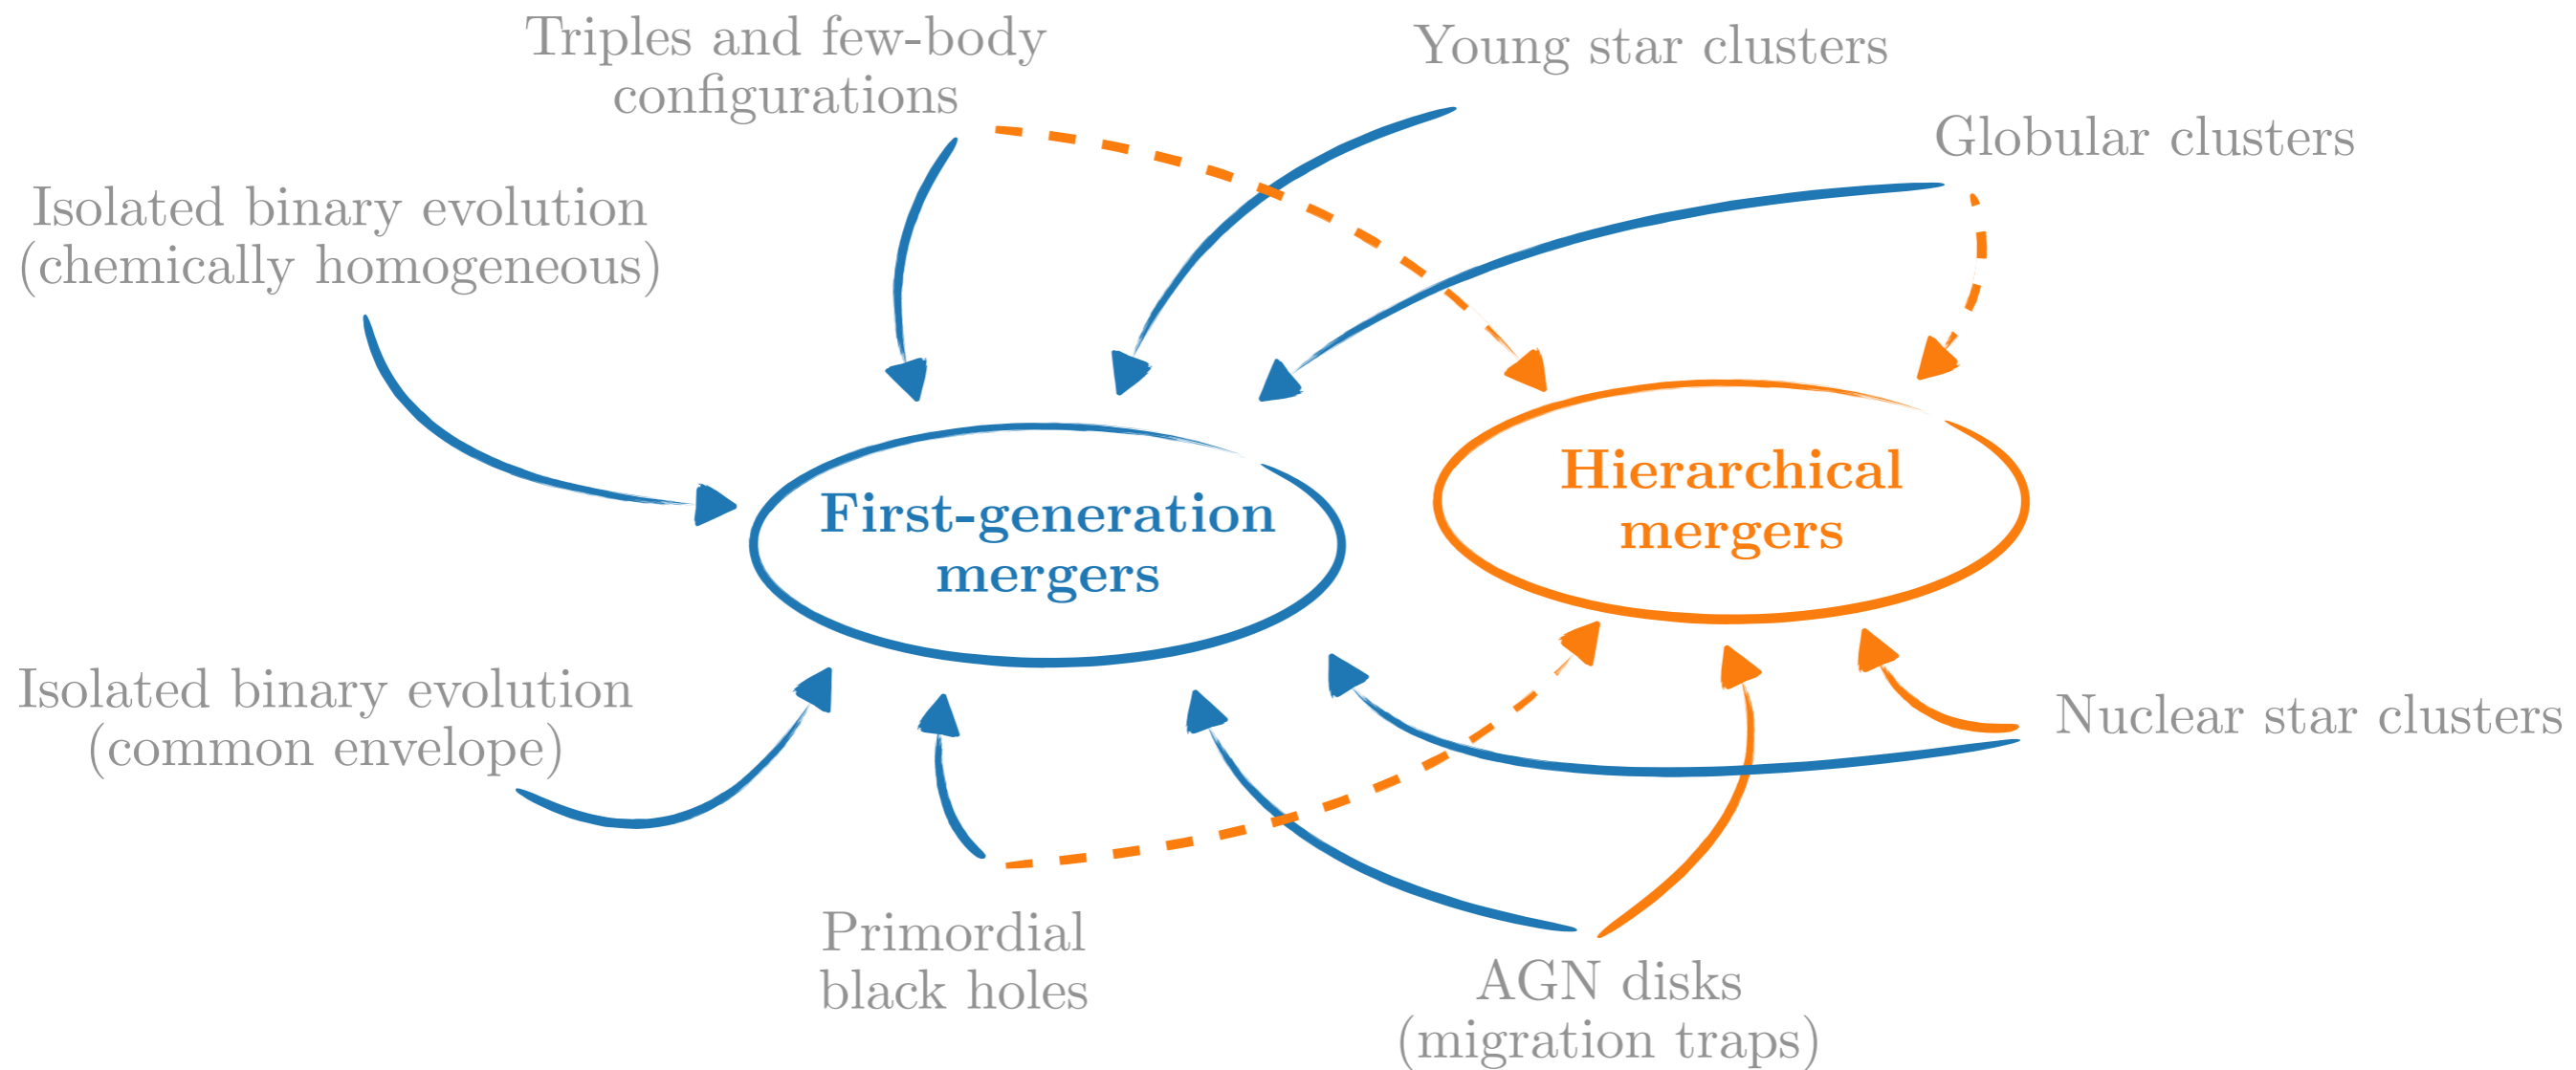 Triples and few-body
configurations
Young star clusters
Globular clusters
Isolated binary evolution
(chemically homogeneous)
Hierarchical
mergers
First-generation
mergers
Isolated binary evolution
(common envelope)
Nuclear star clusters
Primordial
black holes
AGN disks
(migration traps)